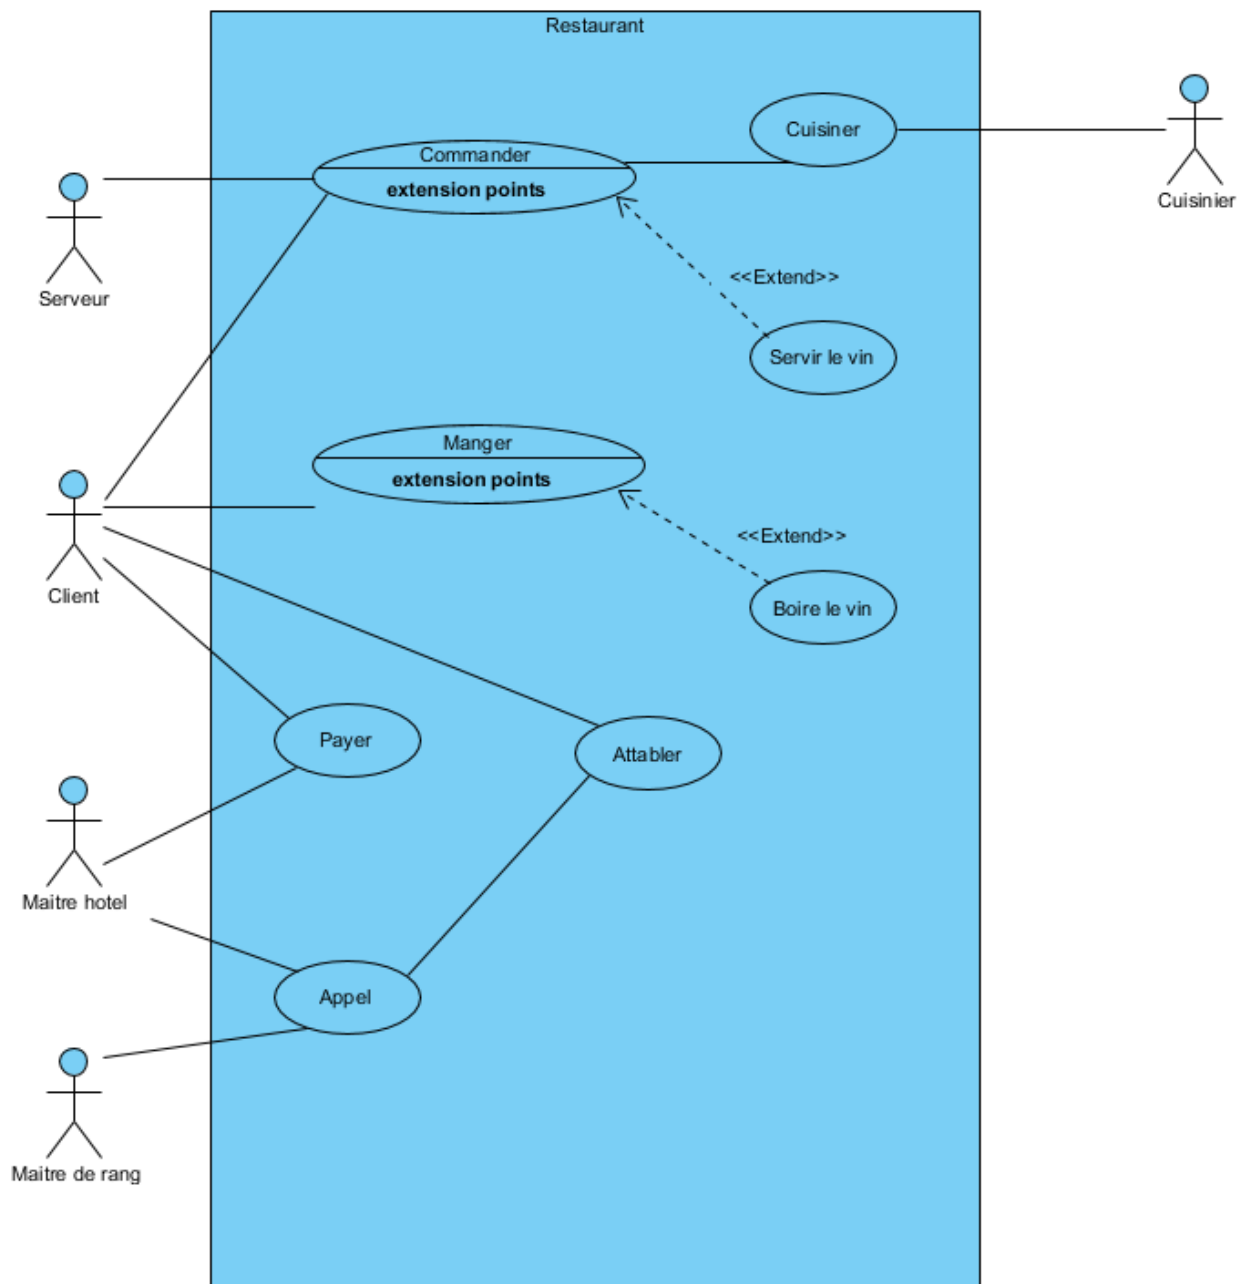 Restaurant
Cuisiner
Commander
extension points
Cuisinier
Serveur
<<Extend>>
Servir le vin
Manger
extension points
<<Extend>>
Client
Boire le vin
Payer
Attabler
Maitre hotel
Appel
Maitre de rang